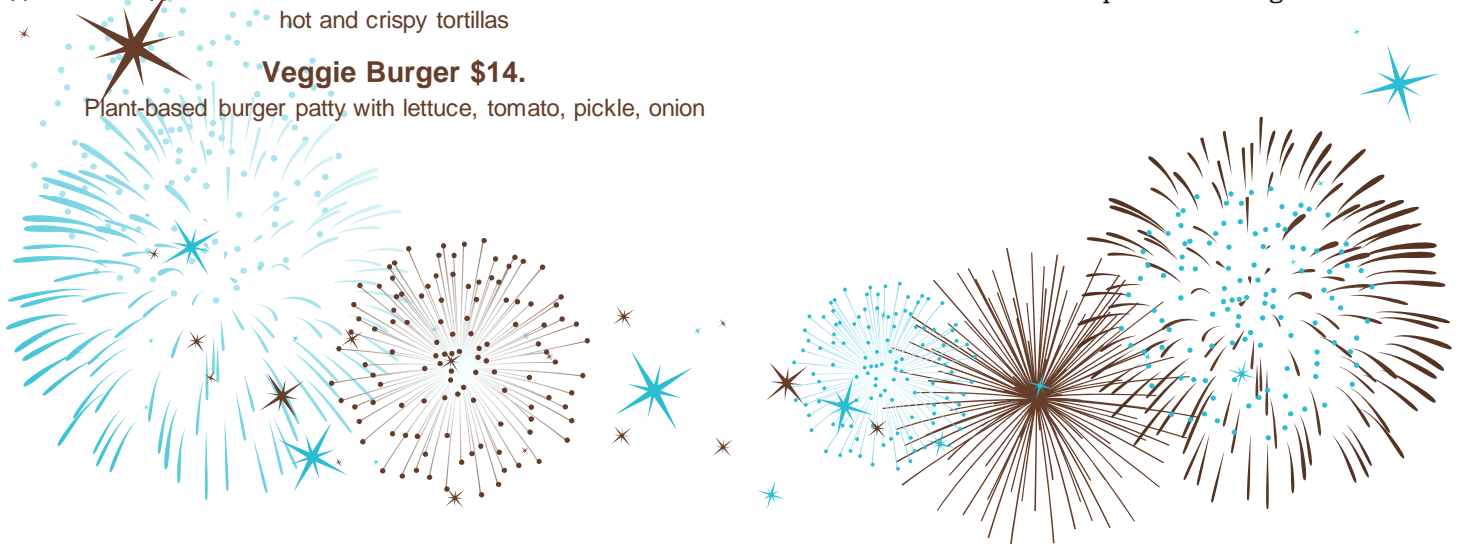 hot and crispy tortillas
Veggie Burger $14.
Plant-based burger patty with lettuce, tomato, pickle, onion